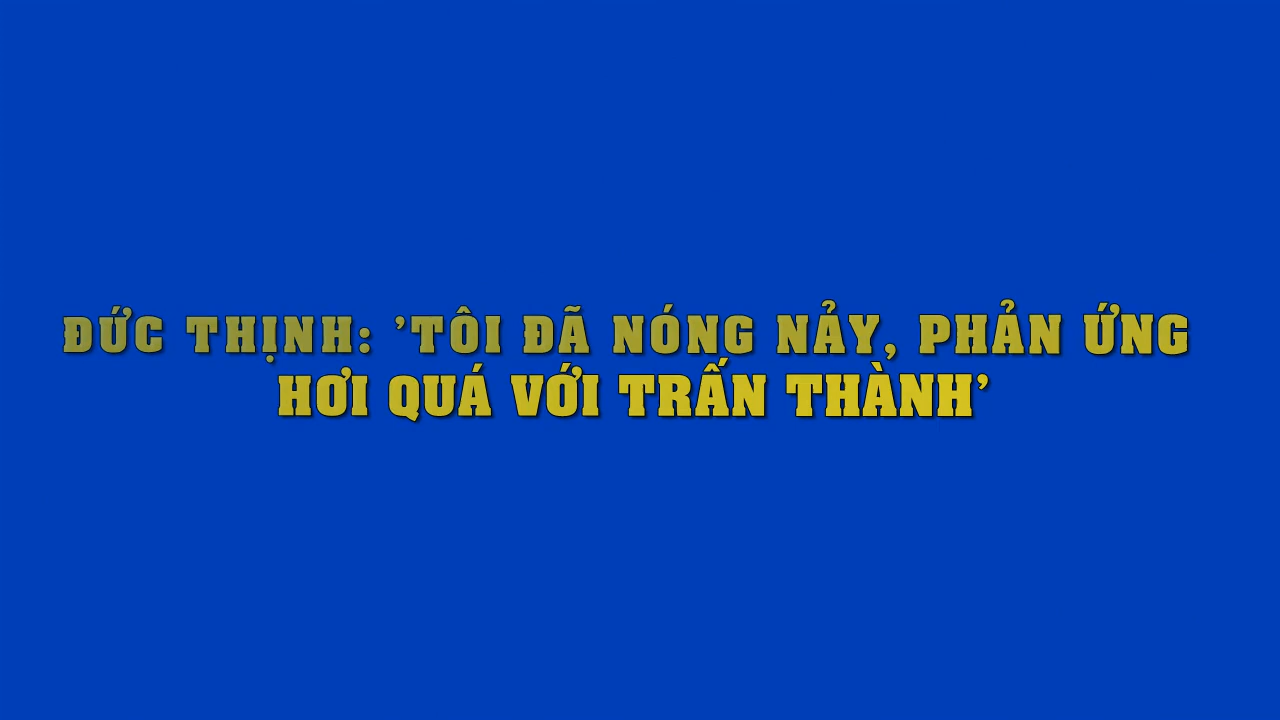 ĐỨC THỊNH: ’TÔI ĐÃ NÓNG NẢY, PHẢN ỨNG
HƠI QUÁ VỚI TRẤN THÀNH’